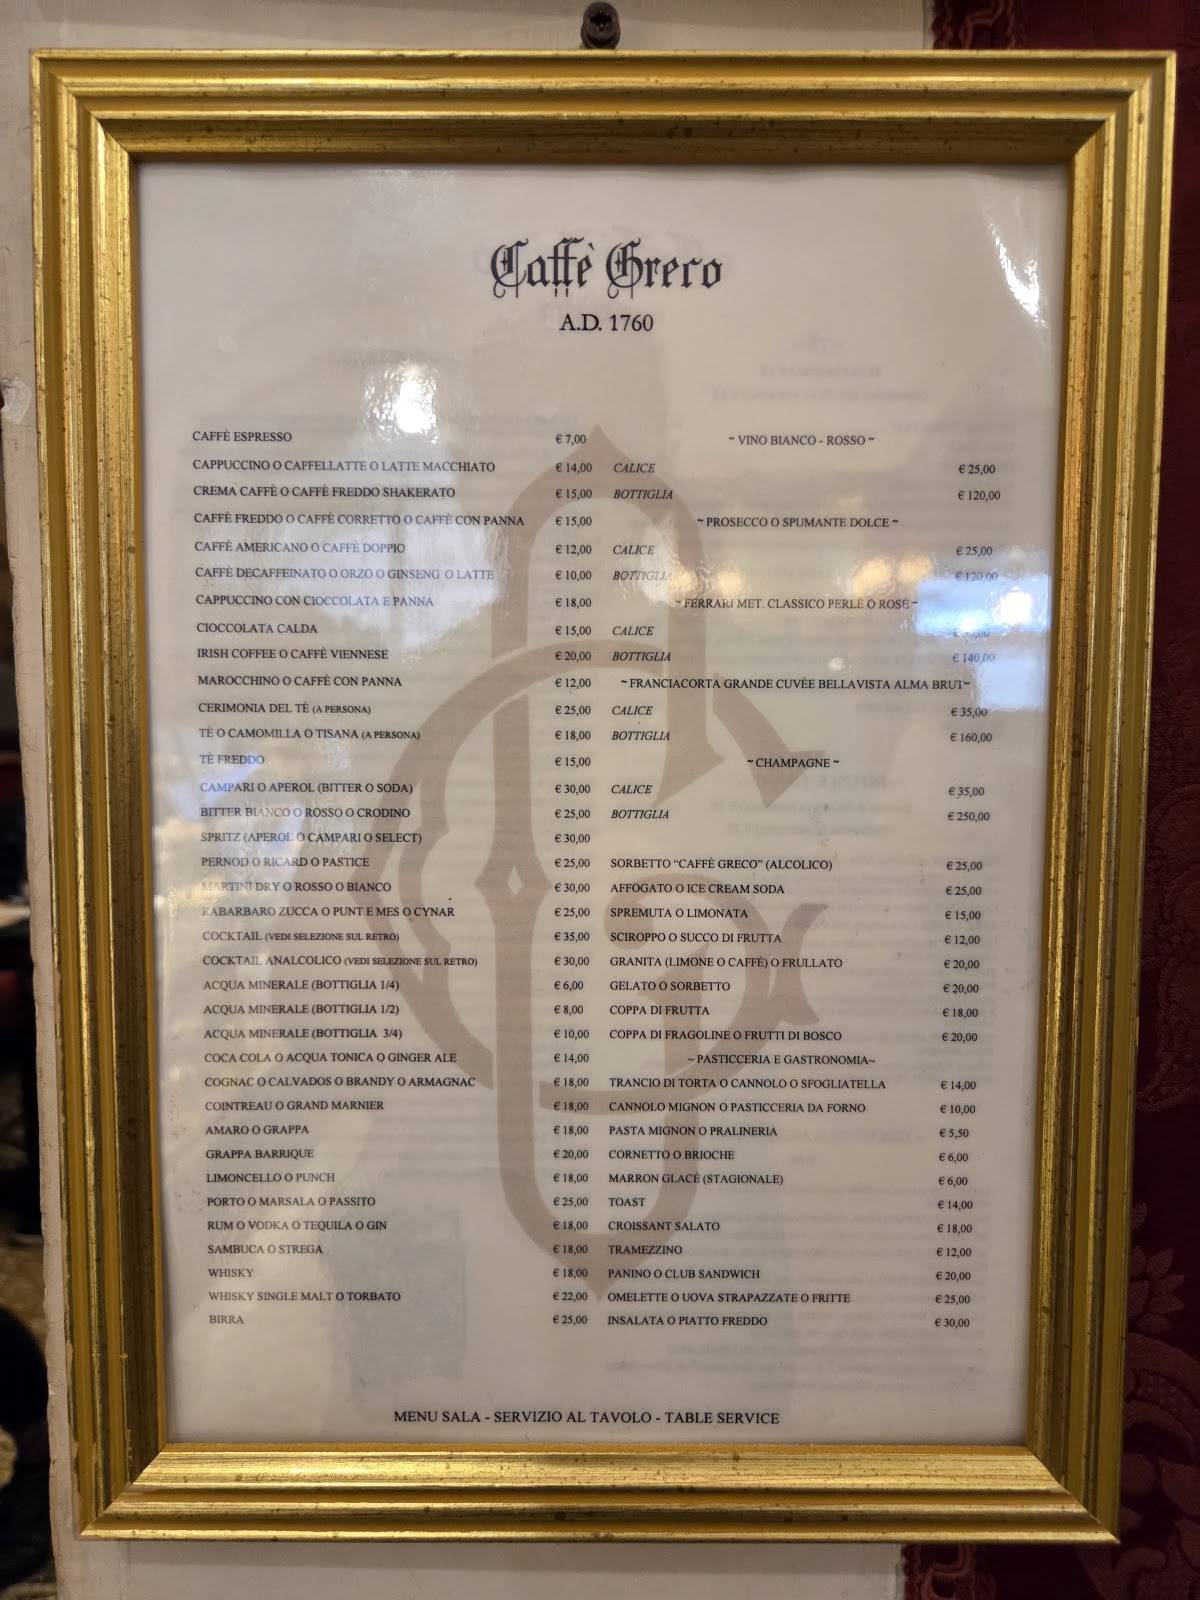 Caffè Greco
A.D. 1760
CAFFÈ ESPRESSO € 7,00
CAPPUCCINO O CAFFELLATTE O LATTE MACCHIATO € 14,00
CREMA CAFFÈ O CAFFÈ FREDDO SHAKERATO € 15,00
CAFFÈ FREDDO O CAFFÈ CORRETTO O CAFFÈ CON PANNA € 15,00
CAFFÈ AMERICANO O CAFFÈ DOPPIO € 12,00
CAFFÈ DECAFFEINATO O ORZO O GINSENG O LATTE € 10,00
CAPPUCCINO CON CIOCCOLATA E PANNA € 18,00
CIOCCOLATA CALDA € 15,00
IRISH COFFEE O CAFFÈ VIENNESE € 20,00
MAROCCHINO O CAFFÈ CON PANNA € 12,00
CERIMONIA DEL TÈ (A PERSONA) € 25,00
TÈ O CAMOMILLA O TISANA (A PERSONA) € 18,00
TÈ FREDDO € 15,00
CAMPARI O APEROL (BITTER O SODA) € 30,00
BITTER BIANCO O ROSSO O CRODINO € 25,00
SPRITZ (APEROL O CAMPARI O SELECT) € 30,00
PERNOD O RICARD O PASTICE € 25,00
MARTINI DRY O ROSSO O BIANCO € 30,00
RABARBARO ZUCCA O PUNT E MES O CYNAR € 25,00
COCKTAIL (VEDI SELEZIONE SUL RETRO) € 35,00
COCKTAIL ANALCOLICO (VEDI SELEZIONE SUL RETRO) € 30,00
ACQUA MINERALE (BOTTIGLIA 1/4) € 6,00
ACQUA MINERALE (BOTTIGLIA 1/2) € 8,00
ACQUA MINERALE (BOTTIGLIA 3/4) € 10,00
COCA COLA O ACQUA TONICA O GINGER ALE € 14,00
COGNAC O CALVADOS O BRANDY O ARMAGNAC € 18,00
COINTREAU O GRAND MARNIER € 18,00
AMARO O GRAPPA € 18,00
GRAPPA BARRIQUE € 20,00
LIMONCELLO O PUNCH € 18,00
PORTO O MARSALA O PASSITO € 25,00
RUM O VODKA O TEQUILA O GIN € 18,00
SAMBUCA O STREGA € 18,00
WHISKY € 18,00
WHISKY SINGLE MALT O TORBATO € 22,00
BIRRA € 25,00
~ VINO BIANCO - ROSSO ~
CALICE € 25,00
BOTTIGLIA € 120,00
~ PROSECCO O SPUMANTE DOLCE ~
CALICE € 25,00
BOTTIGLIA € 120,00
~ FERRARI MET. CLASSICO PERLÈ O ROSÈ ~
CALICE
BOTTIGLIA € 140,00
~ FRANCIACORTA GRANDE CUVÈE BELLAVISTA ALMA BRUT~
CALICE € 35,00
BOTTIGLIA € 160,00
~ CHAMPAGNE ~
CALICE € 35,00
BOTTIGLIA € 250,00
SORBETTO “CAFFÈ GRECO” (ALCOLICO) € 25,00
AFFOGATO O ICE CREAM SODA € 25,00
SPREMUTA O LIMONATA € 15,00
SCIROPPO O SUCCO DI FRUTTA € 12,00
GRANITA (LIMONE O CAFFÈ) O FRULLATO € 20,00
GELATO O SORBETTO € 20,00
COPPA DI FRUTTA € 18,00
COPPA DI FRAGOLINE O FRUTTI DI BOSCO € 20,00
~ PASTICCERIA E GASTRONOMIA~
TRANCIO DI TORTA O CANNOLO O SFOGLIATELLA € 14,00
CANNOLO MIGNON O PASTICCERIA DA FORNO € 10,00
PASTA MIGNON O PRALINERIA € 5,50
CORNETTO O BRIOCHE € 6,00
MARRON GLACÉ (STAGIONALE) € 6,00
TOAST € 14,00
CROISSANT SALATO € 18,00
TRAMEZZINO € 12,00
PANINO O CLUB SANDWICH € 20,00
OMELETTE O UOVA STRAPAZZATE O FRITTE € 25,00
INSALATA O PIATTO FREDDO € 30,00
MENU SALA - SERVIZIO AL TAVOLO - TABLE SERVICE